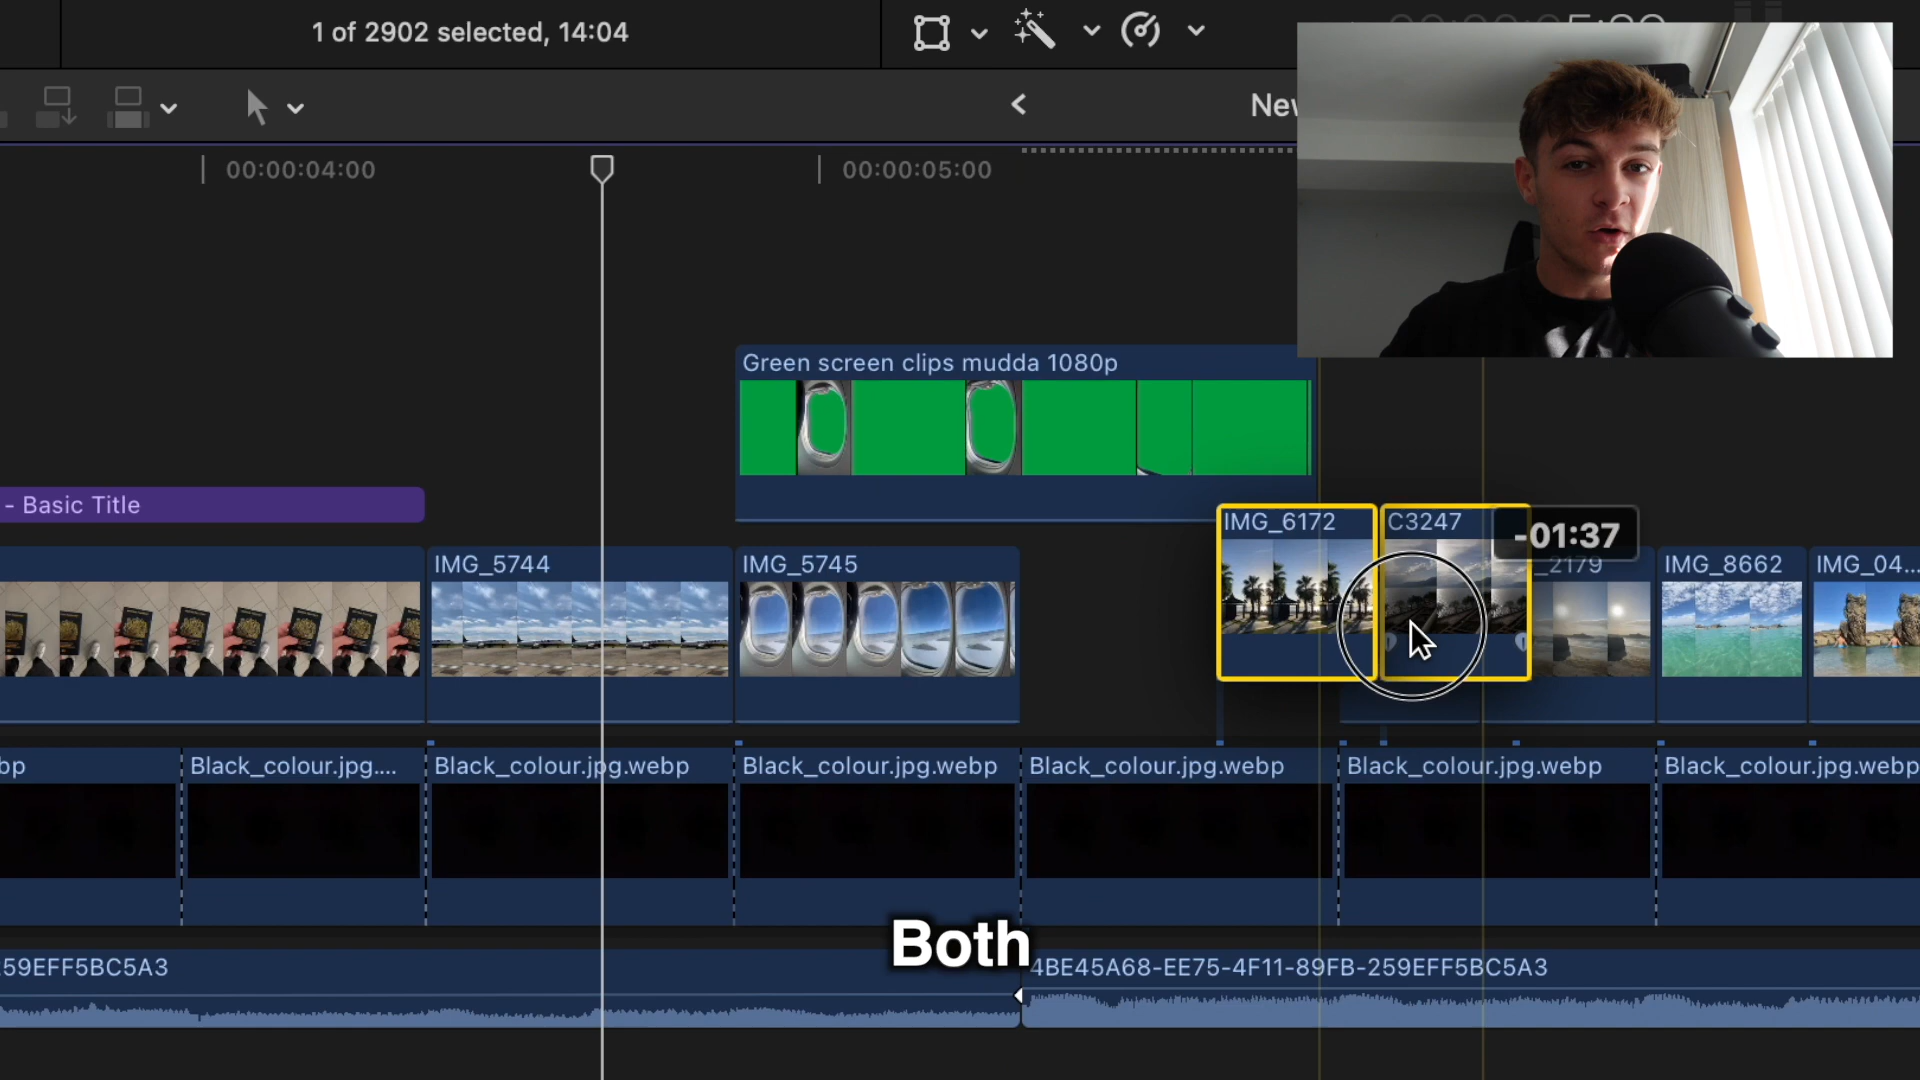 1 of 2902 selected, 14:04
New
00:00:04:00
00:00:05:00
Green screen clips mudda 1080p
- Basic Title
IMG_6172
C3247
-01:37
IMG_5744
IMG_5745
_2179
IMG_8662
IMG_04...
bp
Black_colour.jpg....
Black_colour.jpg.webp
Black_colour.jpg.webp
Black_colour.jpg.webp
Black_colour.jpg.webp
Black_colour.jpg.webp
Both
259EFF5BC5A3
4BE45A68-EE75-4F11-89FB-259EFF5BC5A3